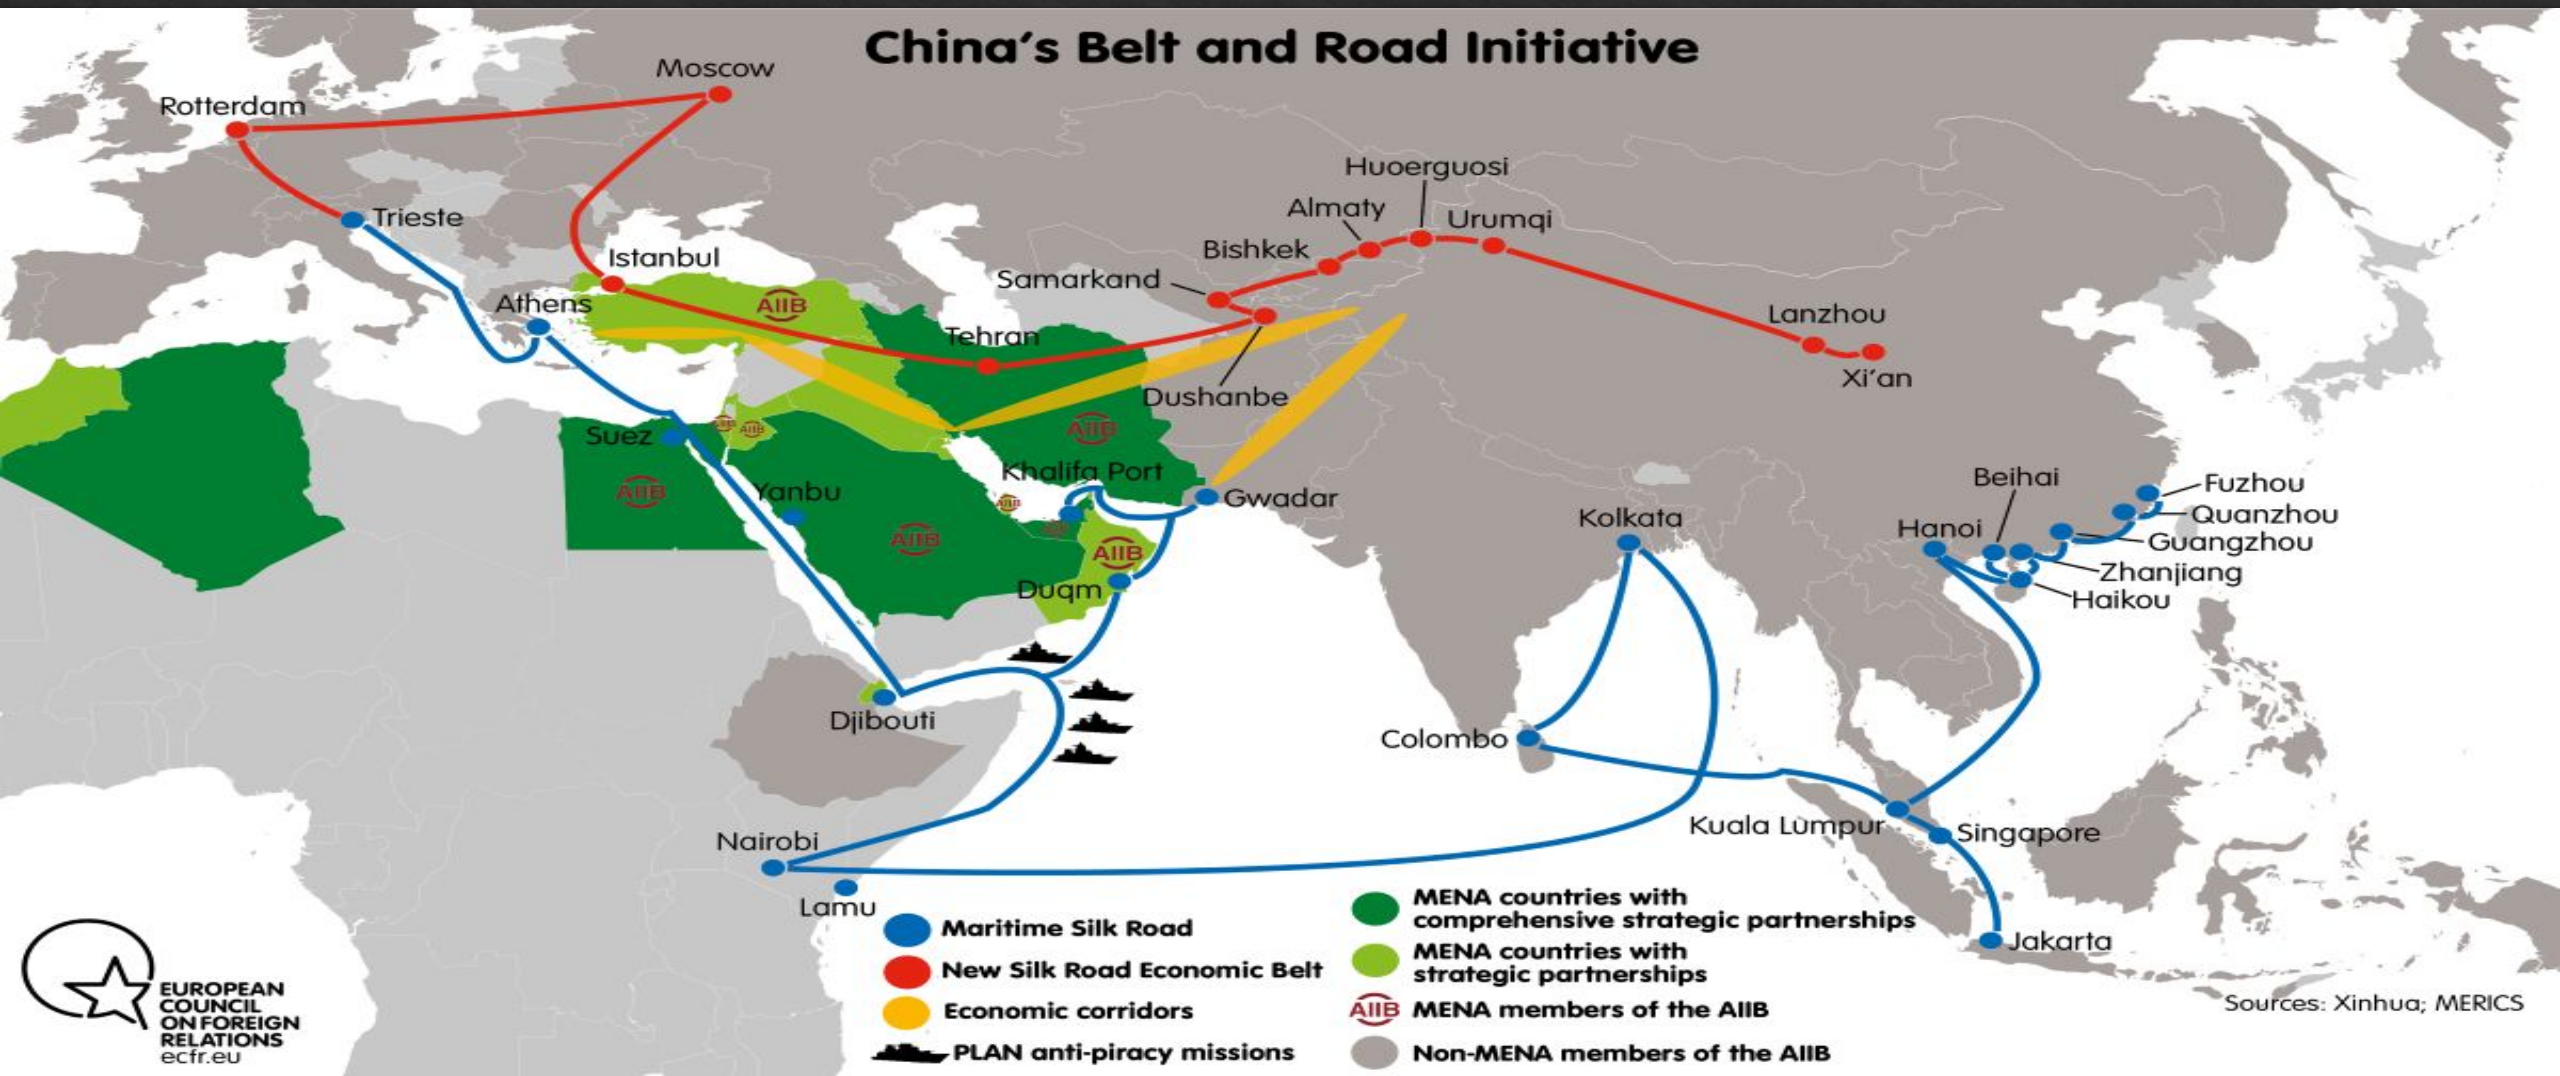 China's Belt and Road Initiative
Moscow
Rotterdam
Huoerguosi
Almaty
Urumqi
Trieste
Bishkek
Istanbul
Samarkand
Athens
AIIB
Lanzhou
Tehran
Xi'an
Dushanbe
AIIB
AIIB
AIIB
Suez
Khalifa Port
Beihai
Fuzhou
AIIB
Yanbu
AIIB
Gwadar
Quanzhou
Kolkata
Hanoi
Guangzhou
AIIB
AIIB
Zhanjiang
Duqm
Haikou
Djibouti
Colombo
Kuala Lumpur
Singapore
Nairobi
Lamu
Jakarta
Maritime Silk Road
New Silk Road Economic Belt
Economic corridors
PLAN anti-piracy missions
MENA countries with
comprehensive strategic partnerships
MENA countries with
strategic partnerships
AIIB MENA members of the AIIB
Non-MENA members of the AIIB
EUROPEAN
COUNCIL
ON FOREIGN
RELATIONS
ecfr.eu
Sources: Xinhua; MERICS